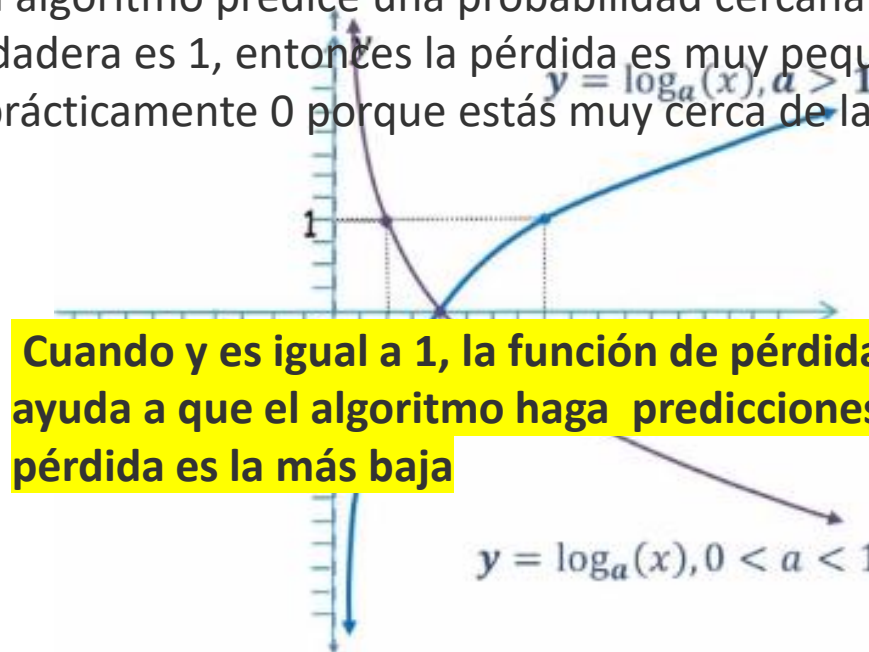 algoritmo predice una probabilidad cercana
dadera es 1, entonces la pérdida es muy pequ
prácticamente 0 porque estás muy cerca de la
y = logₐ(x), a > 1
1
Cuando y es igual a 1, la función de pérdida
ayuda a que el algoritmo haga predicciones
pérdida es la más baja
y = logₐ(x), 0 < a < 1